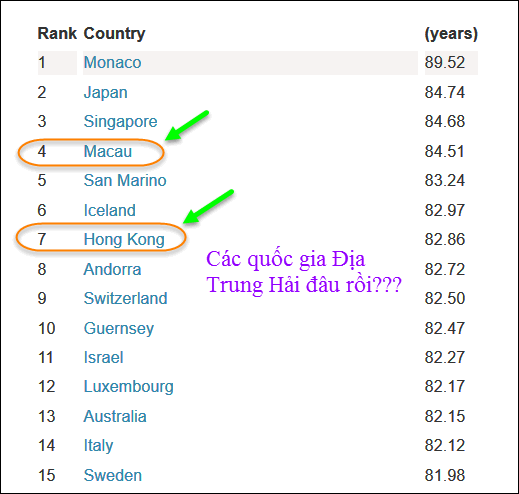 Rank Country (years)
1 Monaco 89.52
2 Japan 84.74
3 Singapore 84.68
4 Macau 84.51
5 San Marino 83.24
6 Iceland 82.97
7 Hong Kong 82.86
8 Andorra 82.72
9 Switzerland 82.50
10 Guernsey 82.47
11 Israel 82.27
12 Luxembourg 82.17
13 Australia 82.15
14 Italy 82.12
15 Sweden 81.98
Các quốc gia Địa
Trung Hải đâu rồi???